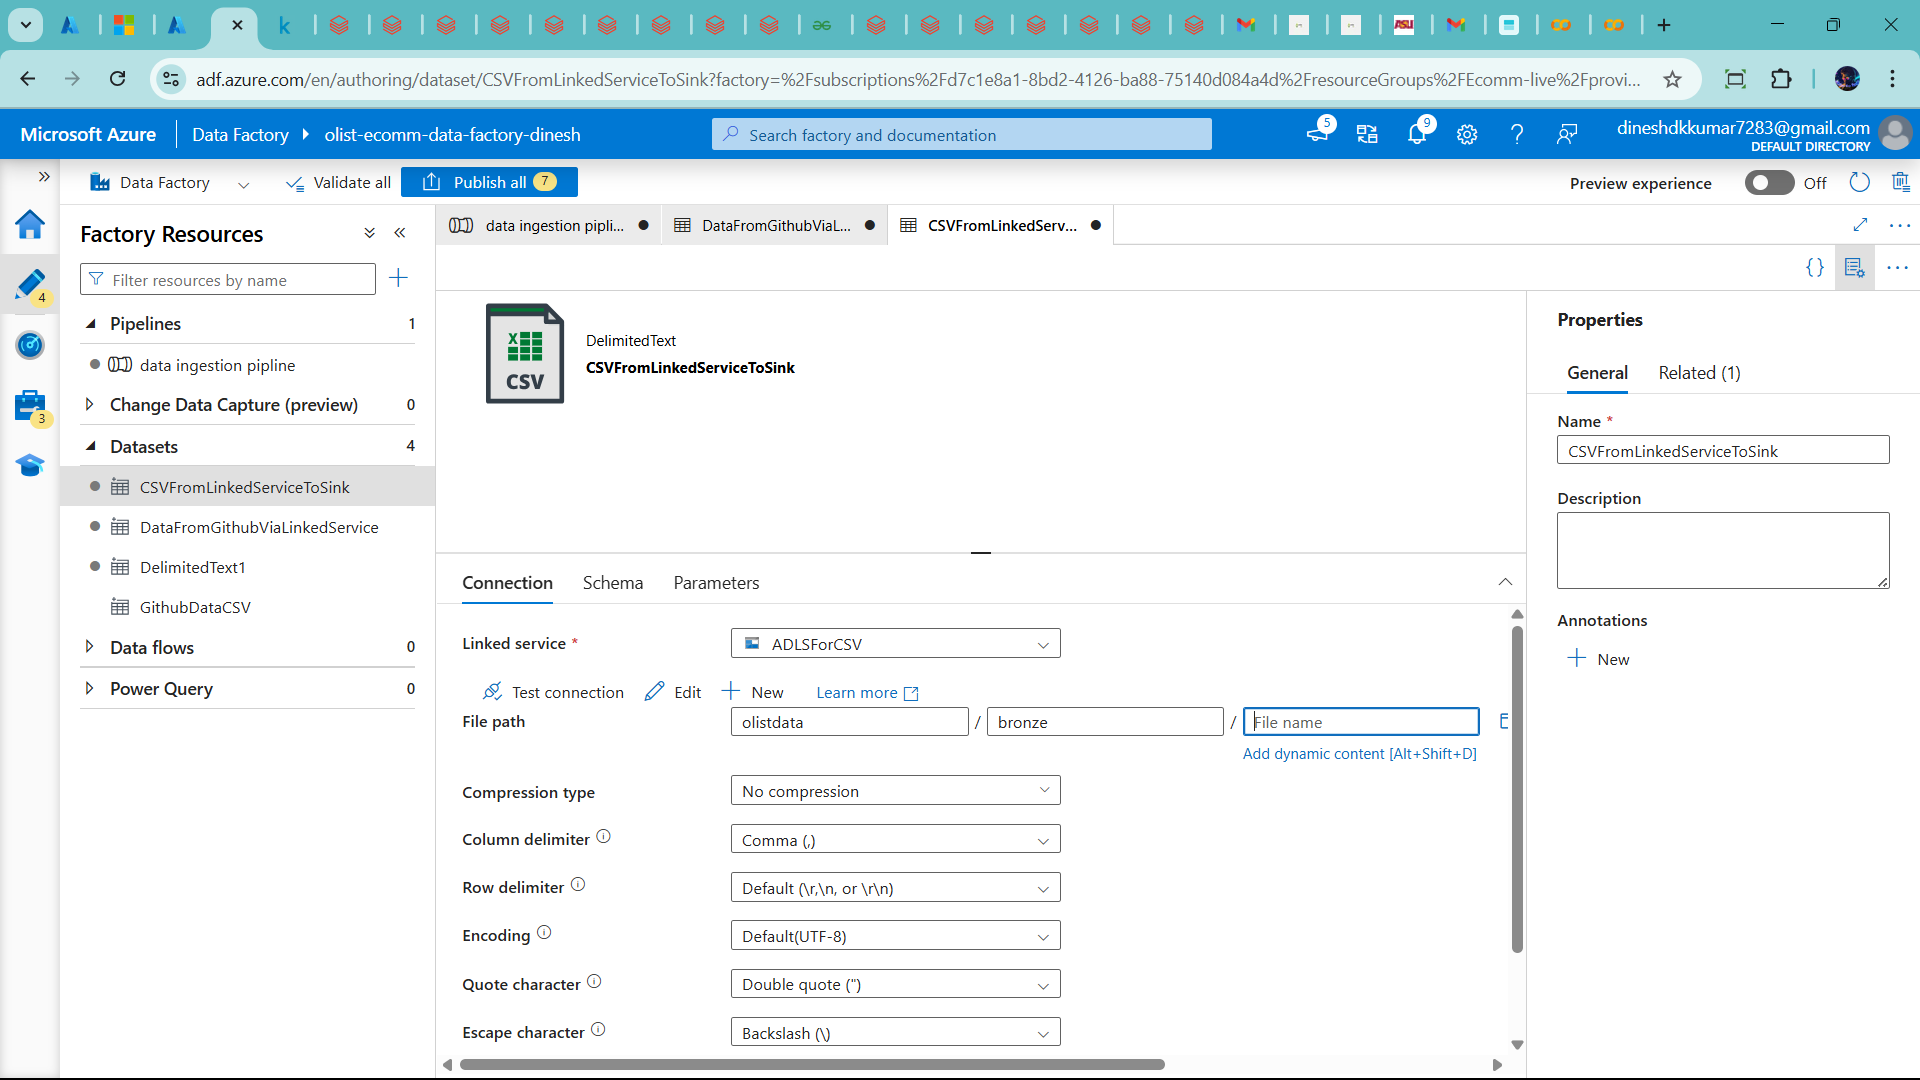 adf.azure.com/en/authoring/dataset/CSVFromLinkedServiceToSink?factory=%2Fsubscriptions%2Fd7c1e8a1-8bd2-4126-ba88-75140d084a4d%2FresourceGroups%2FEcomm-live%2Fprovi...
Microsoft Azure
Data Factory
olist-ecomm-data-factory-dinesh
Search factory and documentation
5
9
dineshdkkumar7283@gmail.com
DEFAULT DIRECTORY
Data Factory
Validate all
Publish all 7
Preview experience
Off
Factory Resources
Filter resources by name
4
3
Pipelines 1
data ingestion pipline
Change Data Capture (preview) 0
Datasets 4
CSVFromLinkedServiceToSink
DataFromGithubViaLinkedService
DelimitedText1
GithubDataCSV
Data flows 0
Power Query 0
data ingestion pipli...
DataFromGithubViaL...
CSVFromLinkedServ...
{}
X
CSV
DelimitedText
CSVFromLinkedServiceToSink
Connection
Schema
Parameters
Linked service *
ADLSForCSV
Test connection
Edit
New
Learn more
File path
olistdata / bronze / File name
Add dynamic content [Alt+Shift+D]
Compression type
No compression
Column delimiter
Comma (,)
Row delimiter
Default (\r,\n, or \r\n)
Encoding
Default(UTF-8)
Quote character
Double quote (")
Escape character
Backslash (\)
Properties
General
Related (1)
Name *
CSVFromLinkedServiceToSink
Description
Annotations
New